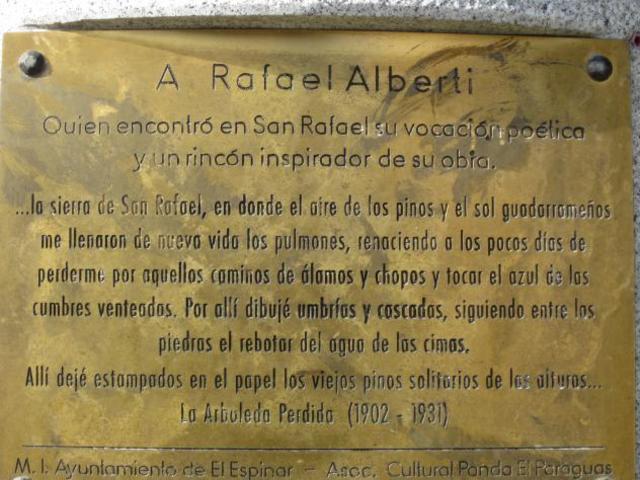 A Rafael Alberti
Quien encontró en San Rafael su vocación poética
y un rincón inspirador de su obra.
...la sierra de San Rafael, en donde el aire de los pinos y el sol guadarrameños
me llenaron de nueva vida los pulmones, renaciendo a los pocos días de
perderme por aquellos caminos de álamos y chopos y tocar el azul de las
cumbres venteadas. Por allí dibujé umbrías y cascadas, siguiendo entre las
piedras el rebotar del agua de las cimas.
Allí dejé estampados en el papel los viejos pinos solitarios de las alturas...
La Arboleda Perdida (1902 - 1931)
M. I. Ayuntamiento de El Espinar - Asoc. Cultural Panda El Paraguas